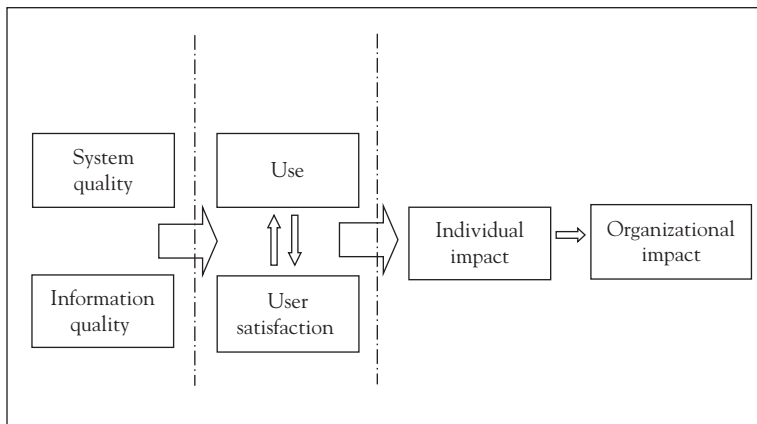 System
quality
Information
quality
Use
User
satisfaction
Individual
impact
Organizational
impact